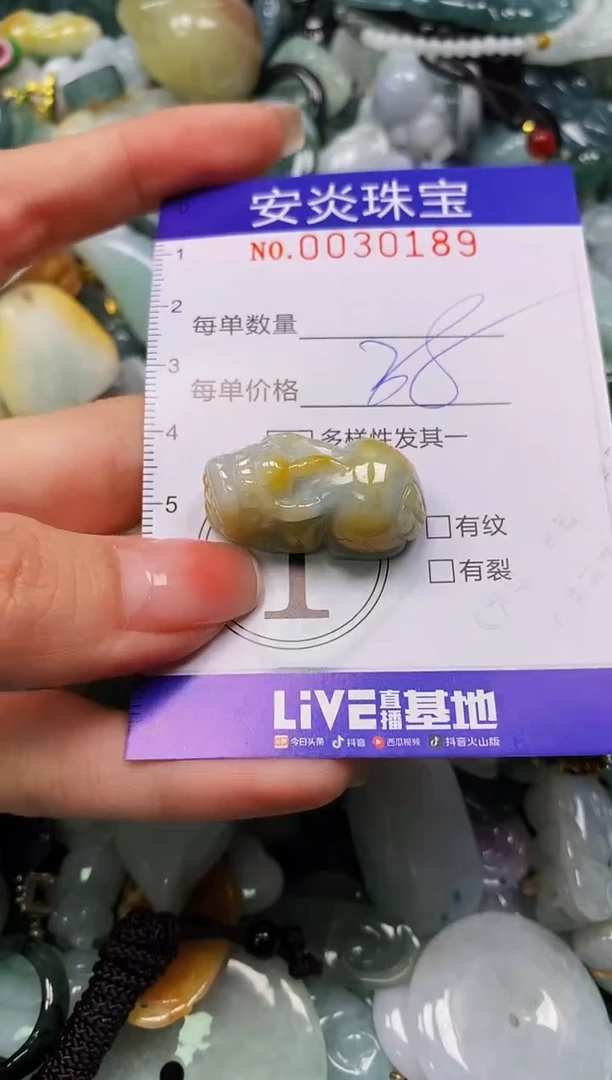 安炎珠宝
NO.0030189
1
2
每单数量
3
每单价格 38
4
多样性发其一
5
有纹
有裂
1
LiVE直播基地
今日头条 抖音 西瓜视频 抖音火山版